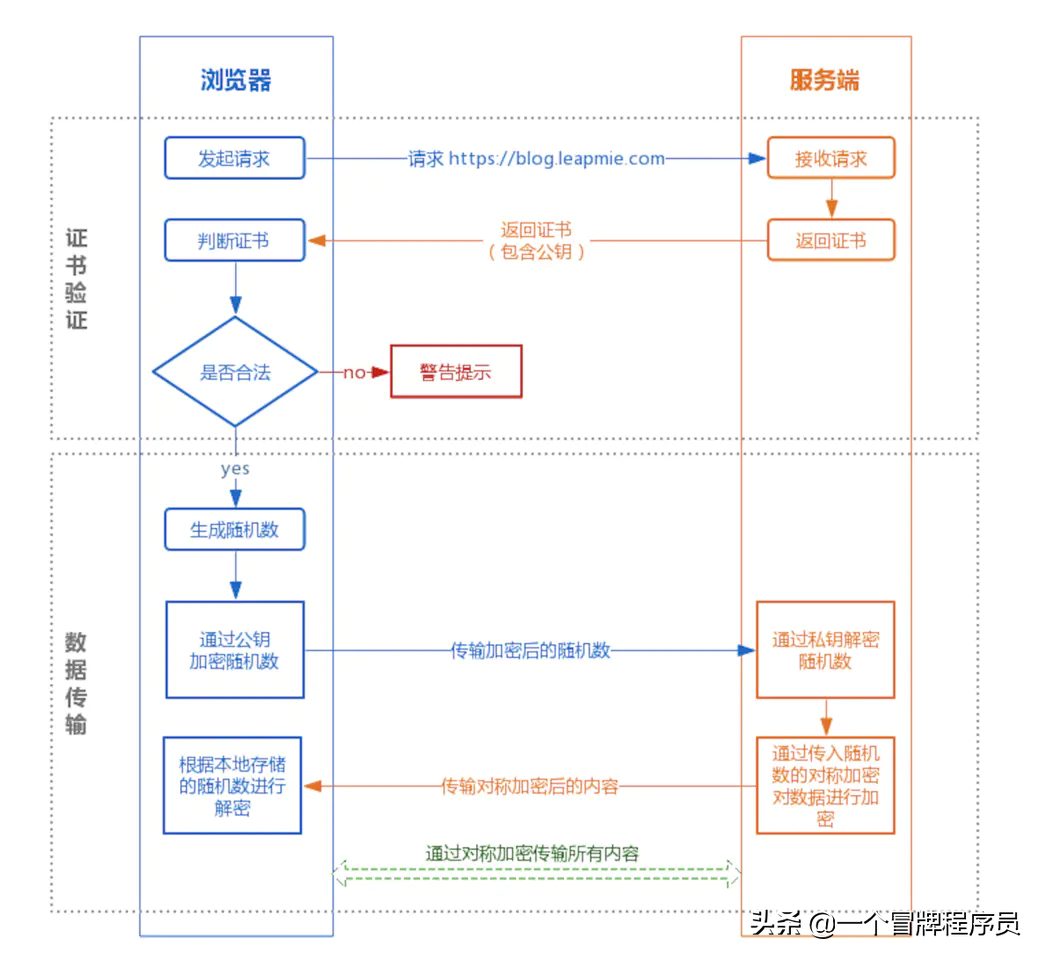 浏览器
服务端
发起请求
请求 https://blog.leapmie.com
接收请求
证
书
验
证
判断证书
返回证书
（包含公钥）
返回证书
是否合法
no
警告提示
yes
生成随机数
数
据
传
输
通过公钥
加密随机数
传输加密后的随机数
通过私钥解密
随机数
根据本地存储
的随机数进行
解密
传输对称加密后的内容
通过传入随机
数的对称加密
对数据进行加
密
通过对称加密传输所有内容
头条 @一个冒牌程序员